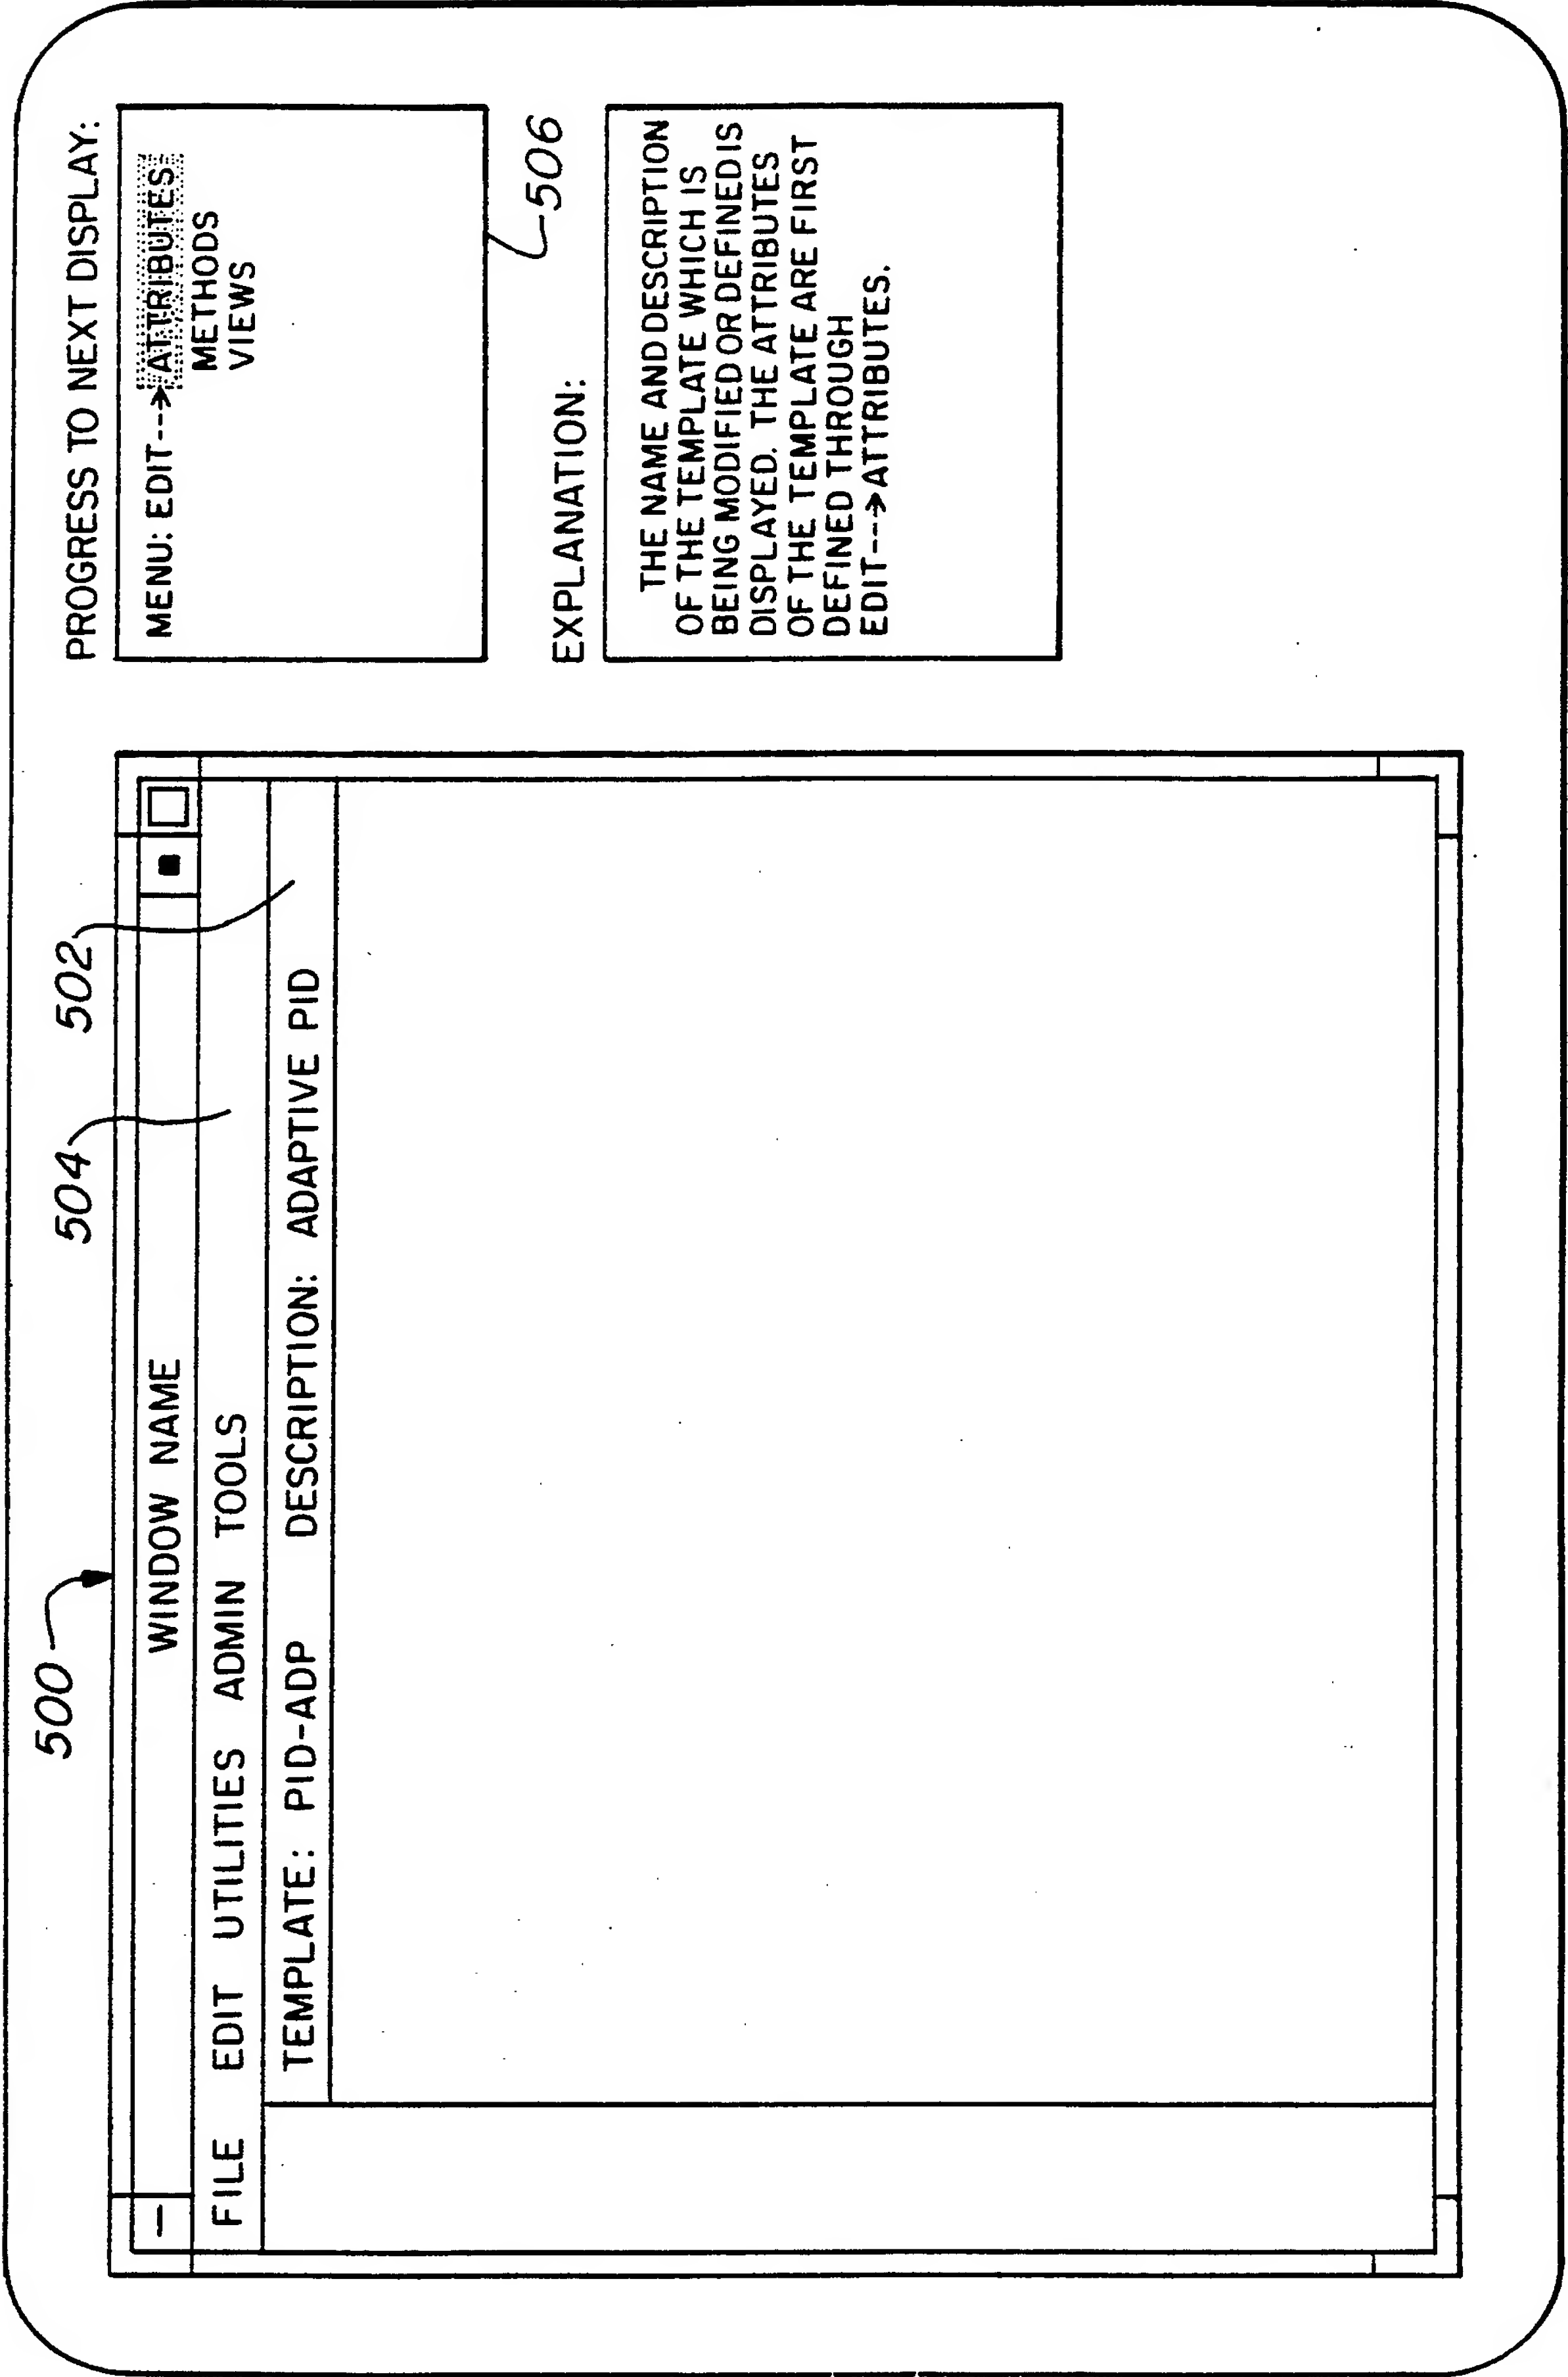 500
504
502
WINDOW NAME
FILE EDIT UTILITIES ADMIN TOOLS
TEMPLATE: PID-ADP DESCRIPTION: ADAPTIVE PID
PROGRESS TO NEXT DISPLAY:
MENU: EDIT--->ATTRIBUTES
METHODS
VIEWS
506
EXPLANATION:
THE NAME AND DESCRIPTION
OF THE TEMPLATE WHICH IS
BEING MODIFIED OR DEFINED IS
DISPLAYED. THE ATTRIBUTES
OF THE TEMPLATE ARE FIRST
DEFINED THROUGH
EDIT--->ATTRIBUTES.